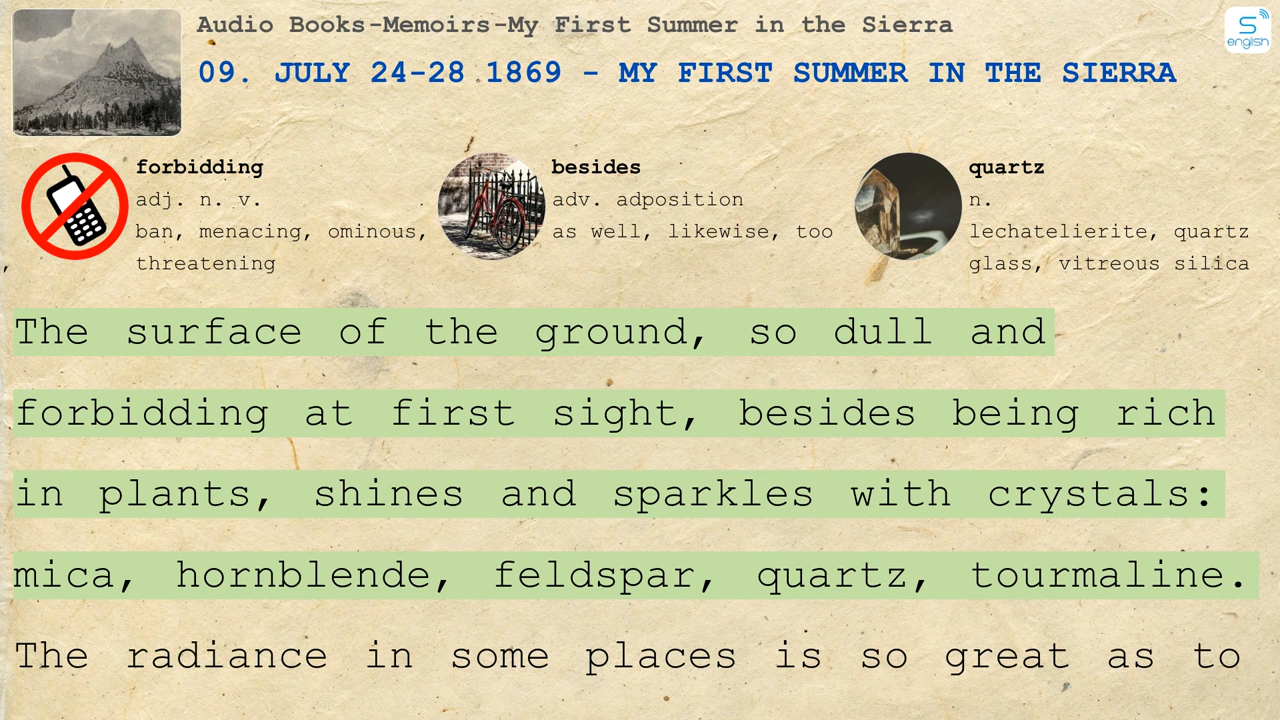 Audio Books-Memoirs-My First Summer in the Sierra
09. JULY 24-28 1869 - MY FIRST SUMMER IN THE SIERRA
S
english
forbidding
adj. n. v.
ban, menacing, ominous,
threatening
besides
adv. adposition
as well, likewise, too
quartz
n.
lechatelierite, quartz
glass, vitreous silica
The surface of the ground, so dull and
forbidding at first sight, besides being rich
in plants, shines and sparkles with crystals:
mica, hornblende, feldspar, quartz, tourmaline.
The radiance in some places is so great as to